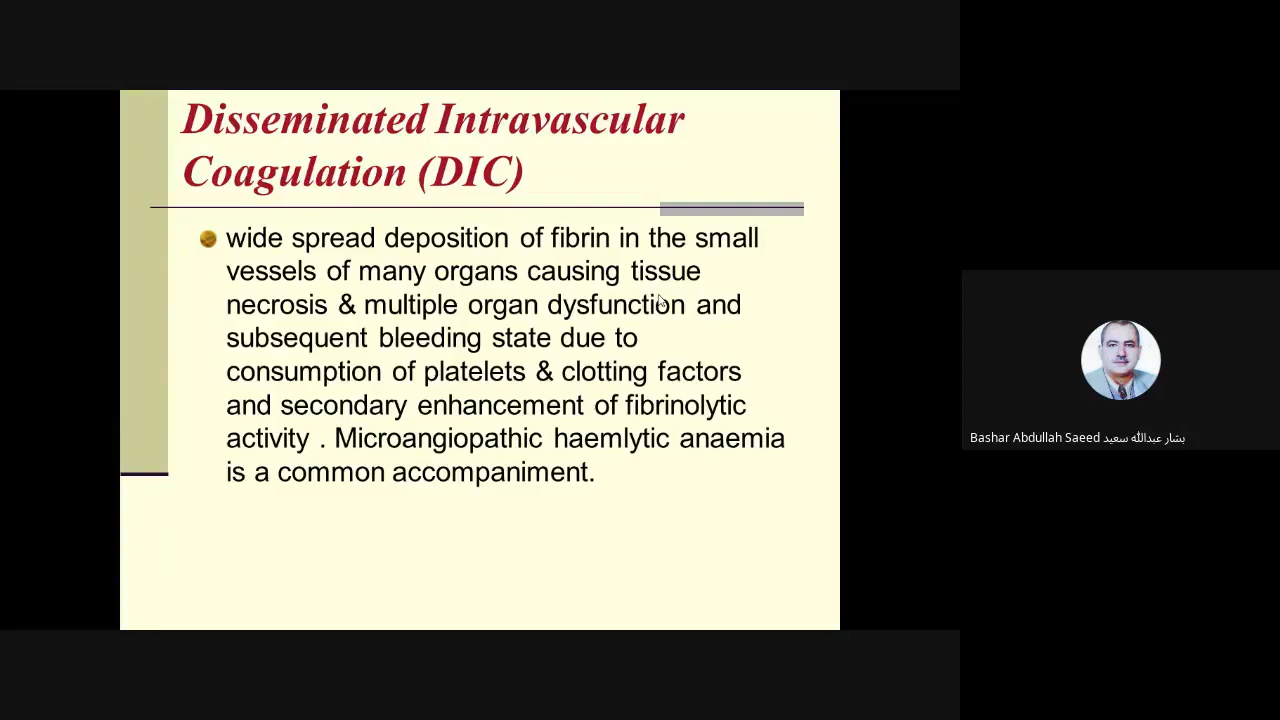 Disseminated Intravascular
Coagulation (DIC)
wide spread deposition of fibrin in the small
vessels of many organs causing tissue
necrosis & multiple organ dysfunction and
subsequent bleeding state due to
consumption of platelets & clotting factors
and secondary enhancement of fibrinolytic
activity . Microangiopathic haemlytic anaemia
is a common accompaniment.
Bashar Abdullah Saeed بشار عبدالله سعيد